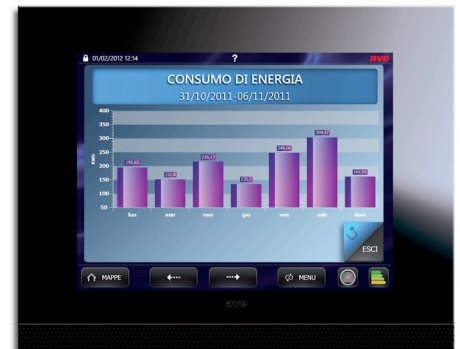 01/02/2012 12:14
?
ave
CONSUMO DI ENERGIA
31/10/2011-06/11/2011
400
350
300
250
200
150
100
50
lun
mar
mer
gio
ven
sab
dom
ESCI
MAPPE
MENU